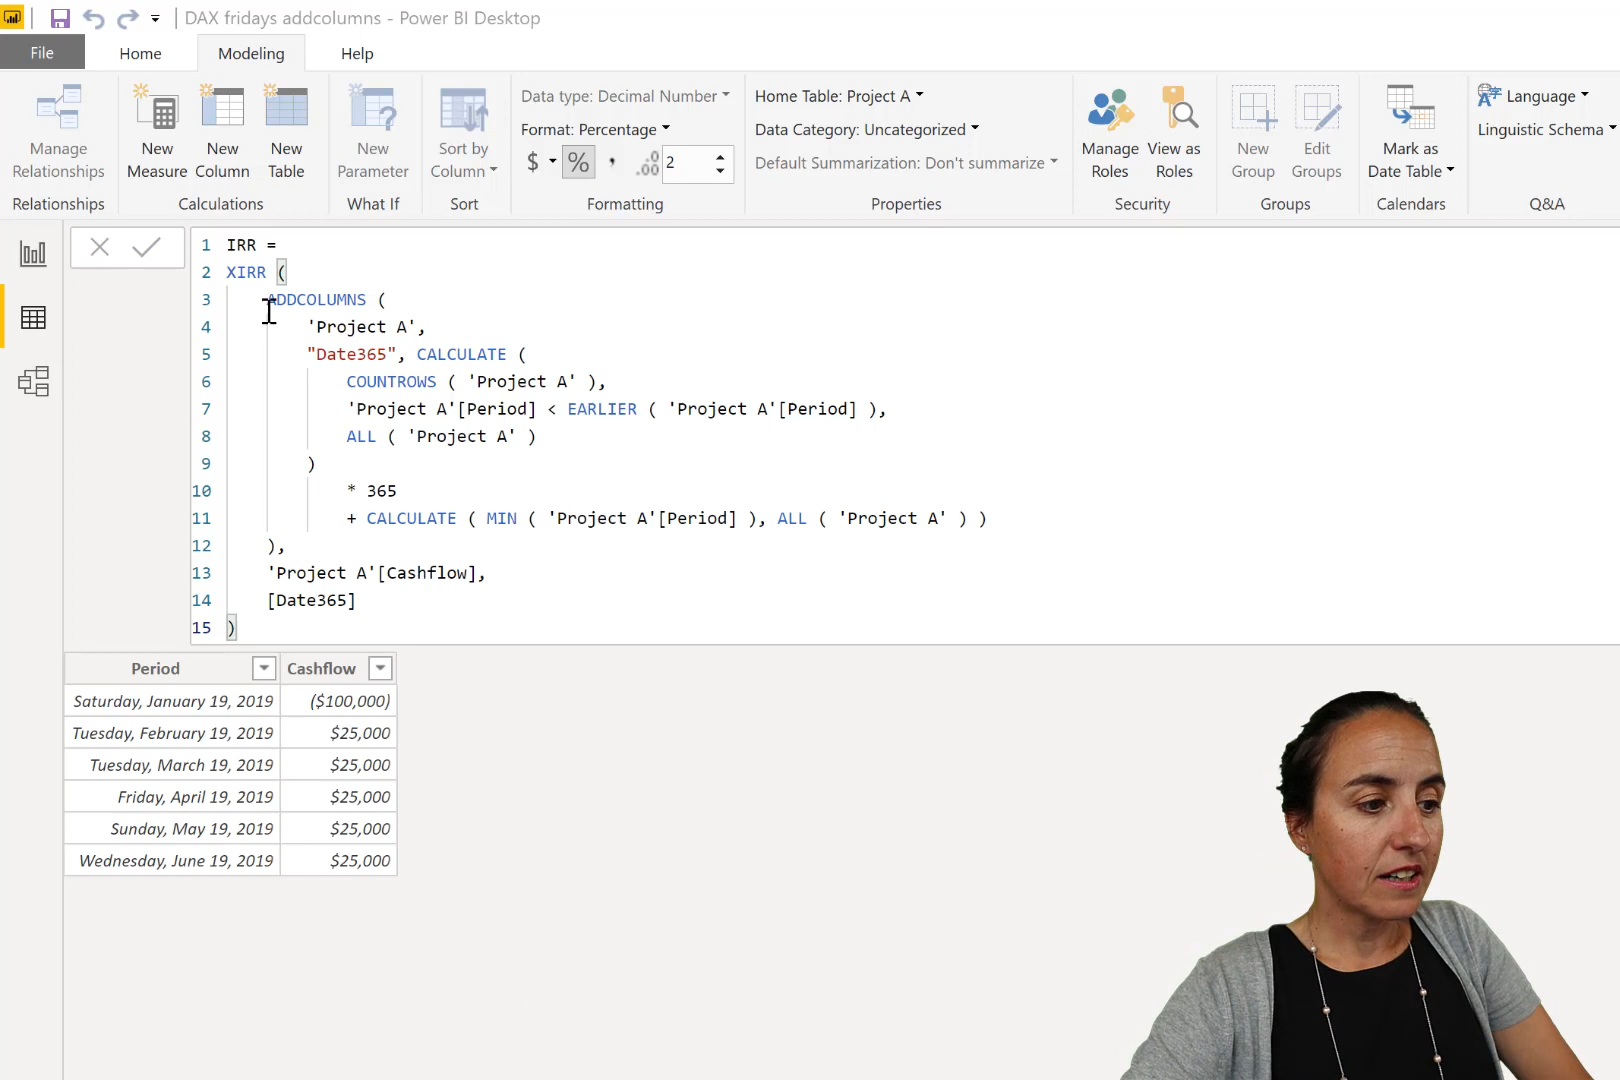 DAX fridays addcolumns - Power BI Desktop
File Home Modeling Help
Manage Relationships
New Measure
New Column
New Table
New Parameter
Sort by Column
Data type: Decimal Number
Format: Percentage
$ % , .00 2
Home Table: Project A
Data Category: Uncategorized
Default Summarization: Don't summarize
Manage Roles
View as Roles
New Group
Edit Groups
Mark as Date Table
Language
Linguistic Schema
Relationships Calculations What If Sort Formatting Properties Security Groups Calendars Q&A
1 IRR =
2 XIRR (
3 ADDCOLUMNS (
4 'Project A',
5 "Date365", CALCULATE (
6 COUNTROWS ( 'Project A' ),
7 'Project A'[Period] < EARLIER ( 'Project A'[Period] ),
8 ALL ( 'Project A' )
9 )
10 * 365
11 + CALCULATE ( MIN ( 'Project A'[Period] ), ALL ( 'Project A' ) )
12 ),
13 'Project A'[Cashflow],
14 [Date365]
15 )
Period Cashflow
Saturday, January 19, 2019 ($100,000)
Tuesday, February 19, 2019 $25,000
Tuesday, March 19, 2019 $25,000
Friday, April 19, 2019 $25,000
Sunday, May 19, 2019 $25,000
Wednesday, June 19, 2019 $25,000